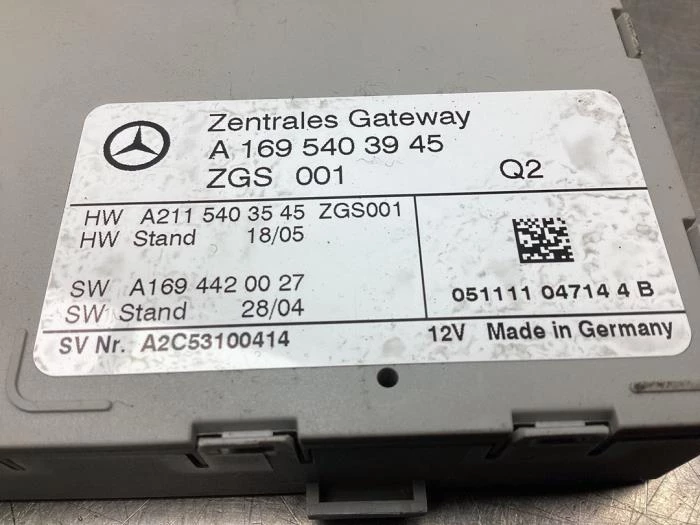 Zentrales Gateway
A 169 540 39 45
ZGS 001 Q2
HW A211 540 35 45 ZGS001
HW Stand 18/05
SW A169 442 00 27
SW Stand 28/04
051111 04714 4 B
SV Nr. A2C53100414 12V Made in Germany